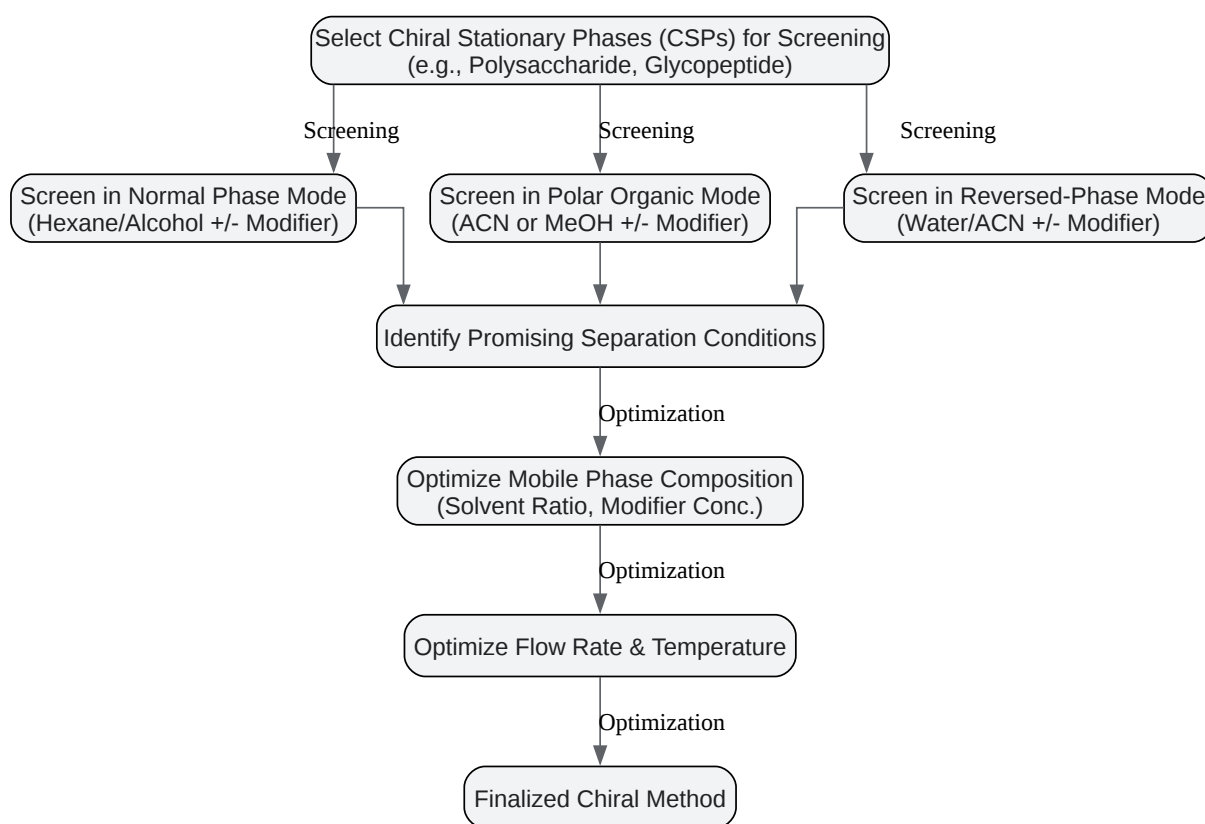 Select Chiral Stationary Phases (CSPs) for Screening
(e.g., Polysaccharide, Glycopeptide)
Screening
Screening
Screening
Screen in Normal Phase Mode
(Hexane/Alcohol +/- Modifier)
Screen in Polar Organic Mode
(ACN or MeOH +/- Modifier)
Screen in Reversed-Phase Mode
(Water/ACN +/- Modifier)
Identify Promising Separation Conditions
Optimization
Optimize Mobile Phase Composition
(Solvent Ratio, Modifier Conc.)
Optimization
Optimize Flow Rate & Temperature
Optimization
Finalized Chiral Method